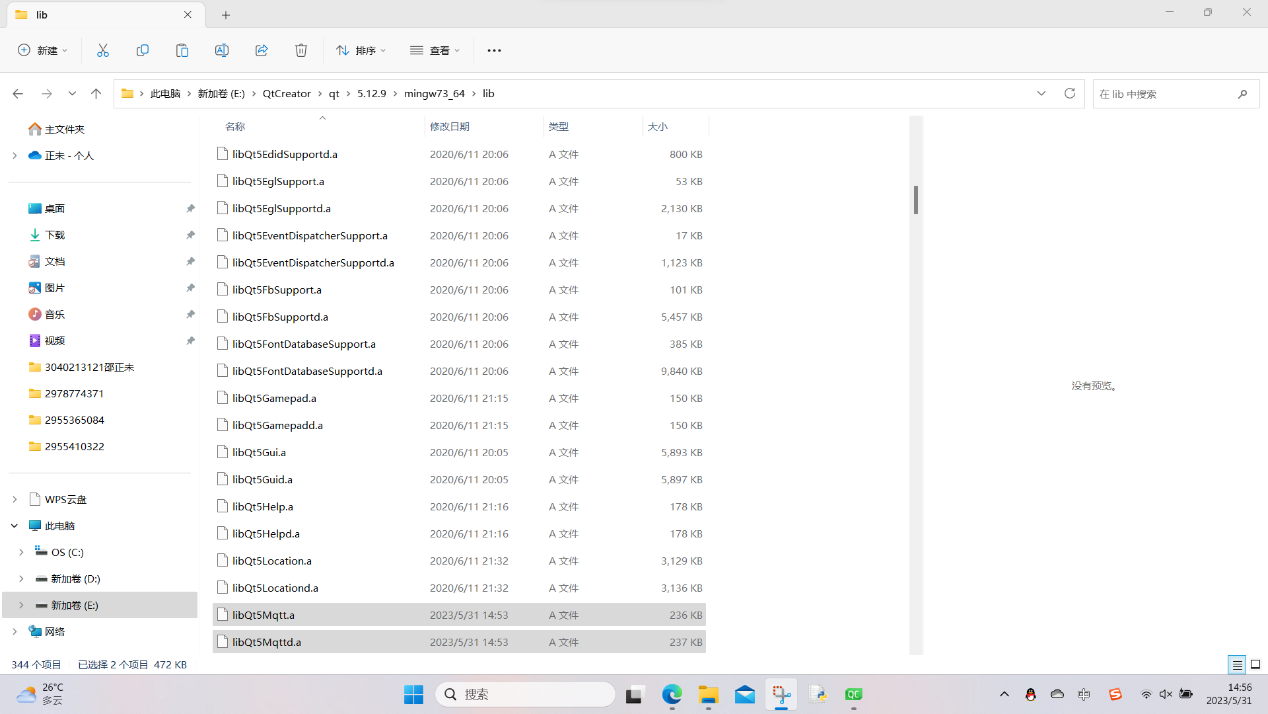 lib
新建
排序
查看
此电脑 › 新加卷 (E:) › QtCreator › qt › 5.12.9 › mingw73_64 › lib
在 lib 中搜索
主文件夹
正未 - 个人
桌面
下载
文档
图片
音乐
视频
3040213121邵正未
2978774371
2955365084
2955410322
WPS云盘
此电脑
OS (C:)
新加卷 (D:)
新加卷 (E:)
网络
名称 修改日期 类型 大小
libQt5EdidSupportd.a 2020/6/11 20:06 A 文件 800 KB
libQt5EglSupport.a 2020/6/11 20:06 A 文件 53 KB
libQt5EglSupportd.a 2020/6/11 20:06 A 文件 2,130 KB
libQt5EventDispatcherSupport.a 2020/6/11 20:06 A 文件 17 KB
libQt5EventDispatcherSupportd.a 2020/6/11 20:06 A 文件 1,123 KB
libQt5FbSupport.a 2020/6/11 20:06 A 文件 101 KB
libQt5FbSupportd.a 2020/6/11 20:06 A 文件 5,457 KB
libQt5FontDatabaseSupport.a 2020/6/11 20:06 A 文件 385 KB
libQt5FontDatabaseSupportd.a 2020/6/11 20:06 A 文件 9,840 KB
libQt5Gamepad.a 2020/6/11 21:15 A 文件 150 KB
libQt5Gamepadd.a 2020/6/11 21:15 A 文件 150 KB
libQt5Gui.a 2020/6/11 20:05 A 文件 5,893 KB
libQt5Guid.a 2020/6/11 20:05 A 文件 5,897 KB
libQt5Help.a 2020/6/11 21:16 A 文件 178 KB
libQt5Helpd.a 2020/6/11 21:16 A 文件 178 KB
libQt5Location.a 2020/6/11 21:32 A 文件 3,129 KB
libQt5Locationd.a 2020/6/11 21:32 A 文件 3,136 KB
libQt5Mqtt.a 2023/5/31 14:53 A 文件 236 KB
libQt5Mqttd.a 2023/5/31 14:53 A 文件 237 KB
没有预览。
344 个项目 已选择 2 个项目 472 KB
26°C
多云
搜索
QC
中
14:56
2023/5/31